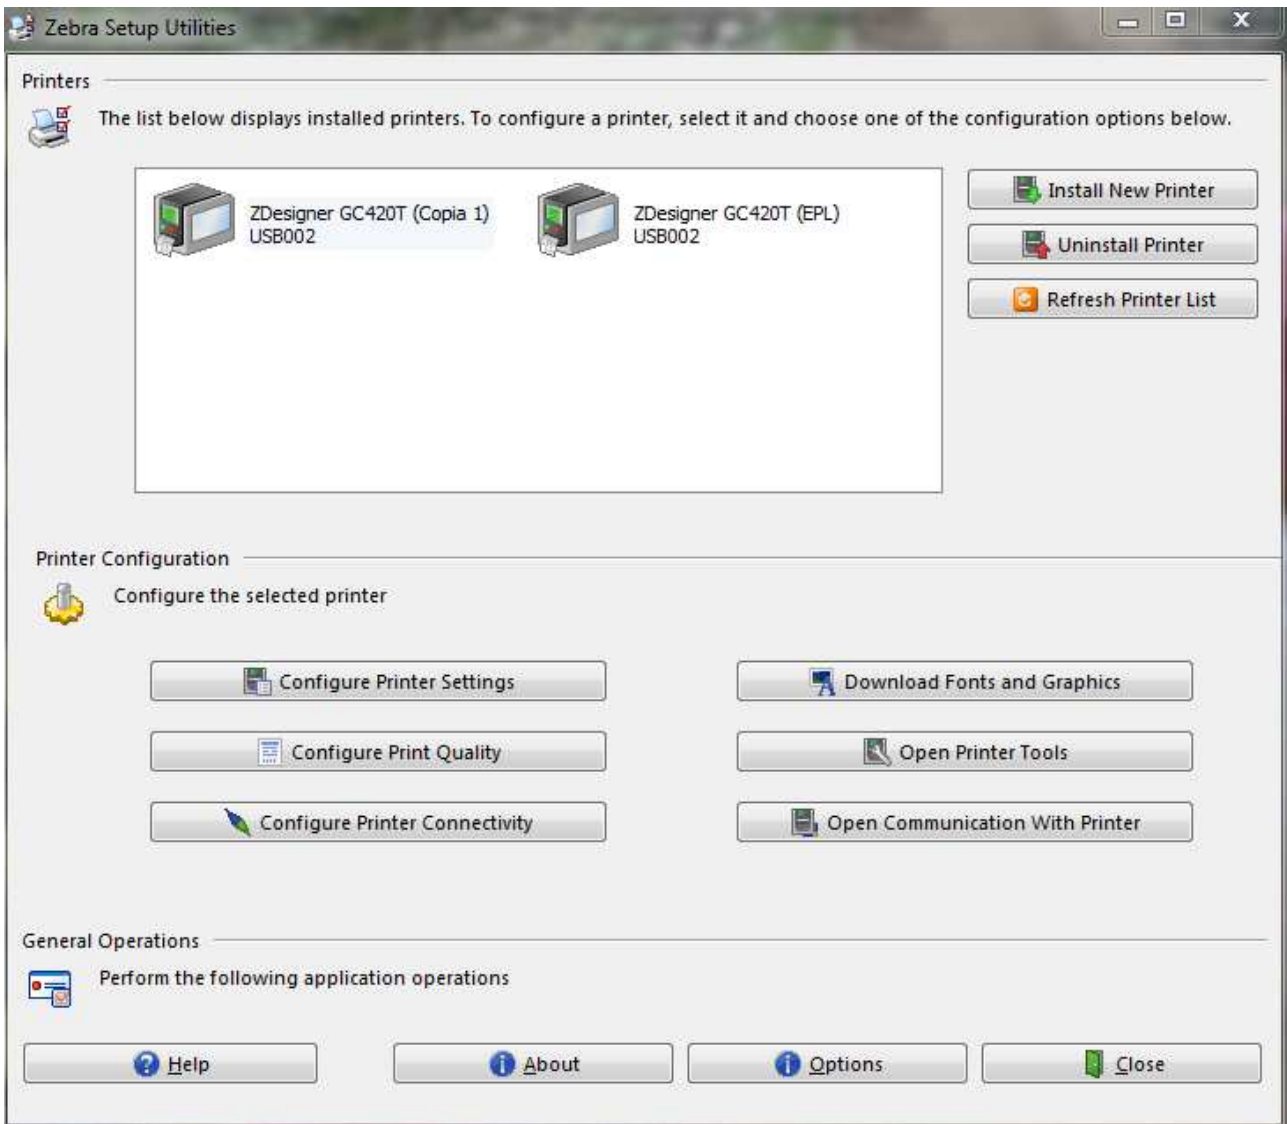 Zebra Setup Utilities
Printers
The list below displays installed printers. To configure a printer, select it and choose one of the configuration options below.
ZDesigner GC420T (Copia 1)
USB002
ZDesigner GC420T (EPL)
USB002
Install New Printer
Uninstall Printer
Refresh Printer List
Printer Configuration
Configure the selected printer
Configure Printer Settings
Download Fonts and Graphics
Configure Print Quality
Open Printer Tools
Configure Printer Connectivity
Open Communication With Printer
General Operations
Perform the following application operations
Help
About
Options
Close